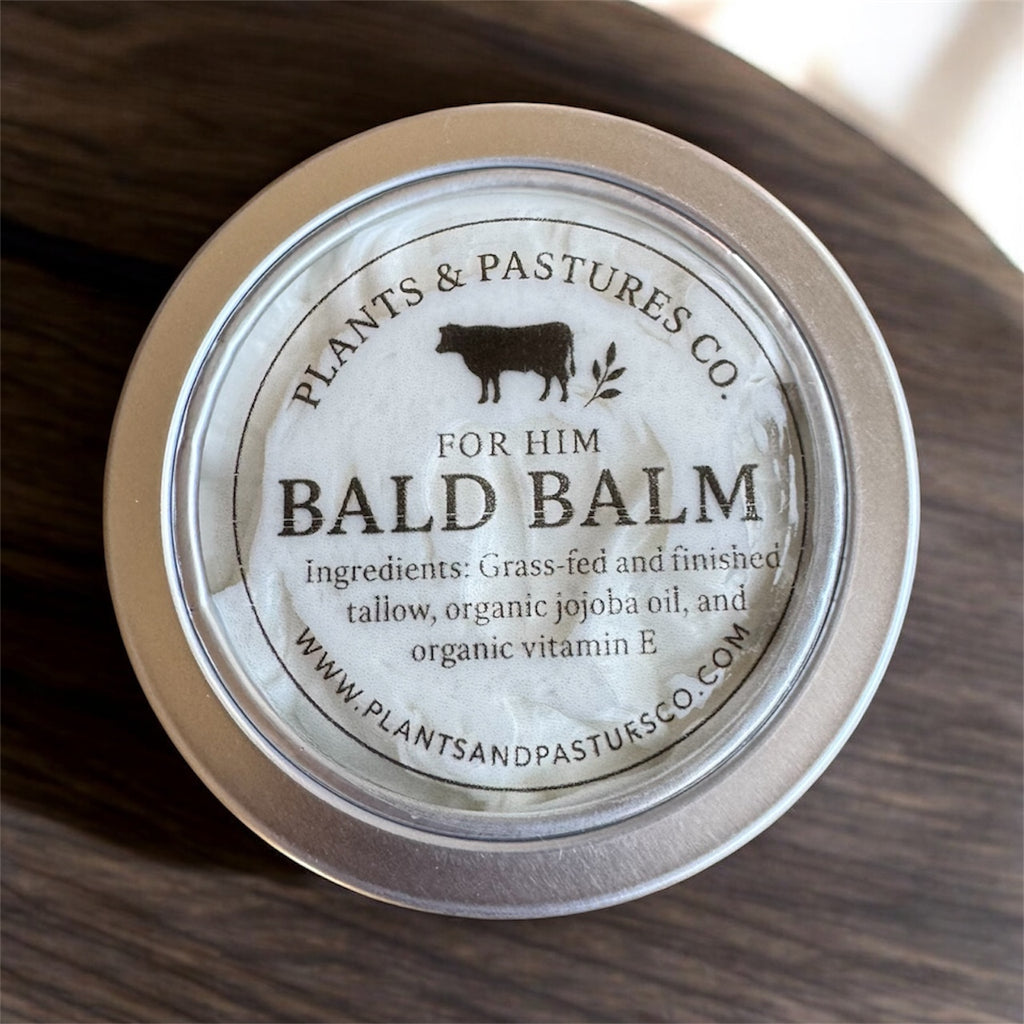 PLANTS & PASTURES CO.
FOR HIM
BALD BALM
Ingredients: Grass-fed and finished
tallow, organic jojoba oil, and
organic vitamin E
WWW.PLANTSANDPASTURESCO.COM